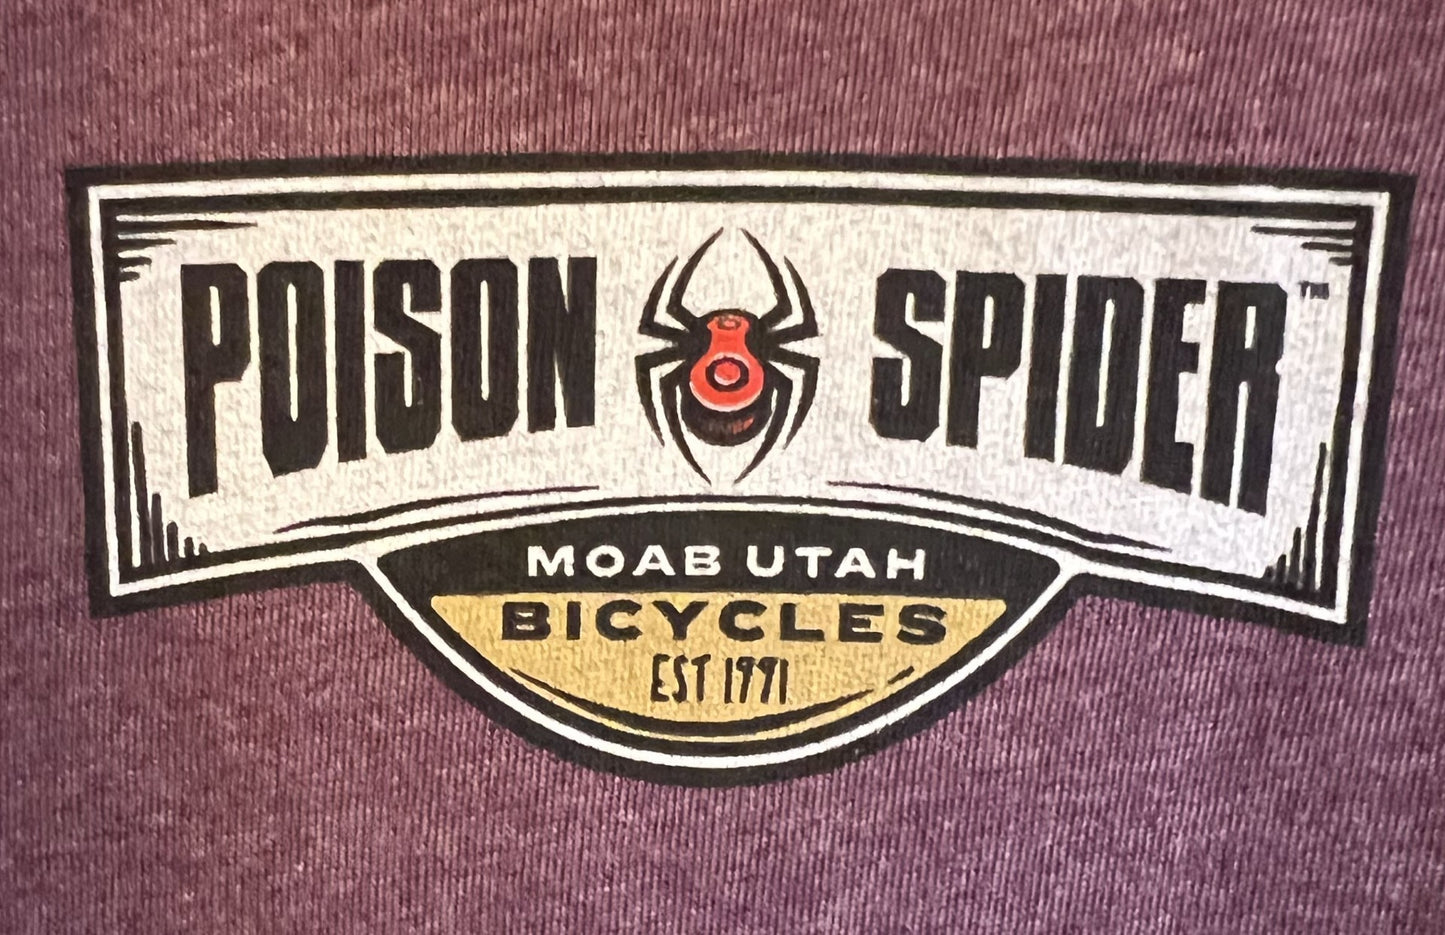 POISON SPIDER™
MOAB UTAH
BICYCLES
EST 1991